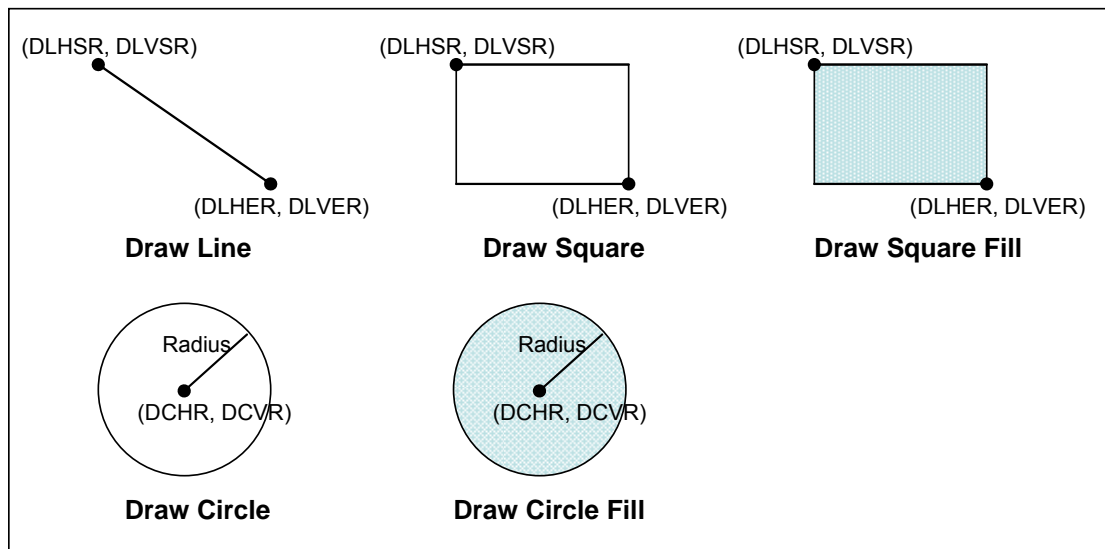 (DLHSR, DLVSR)
(DLHER, DLVER)
Draw Line
(DLHSR, DLVSR)
(DLHER, DLVER)
Draw Square
(DLHSR, DLVSR)
(DLHER, DLVER)
Draw Square Fill
Radius
(DCHR, DCVR)
Draw Circle
Radius
(DCHR, DCVR)
Draw Circle Fill